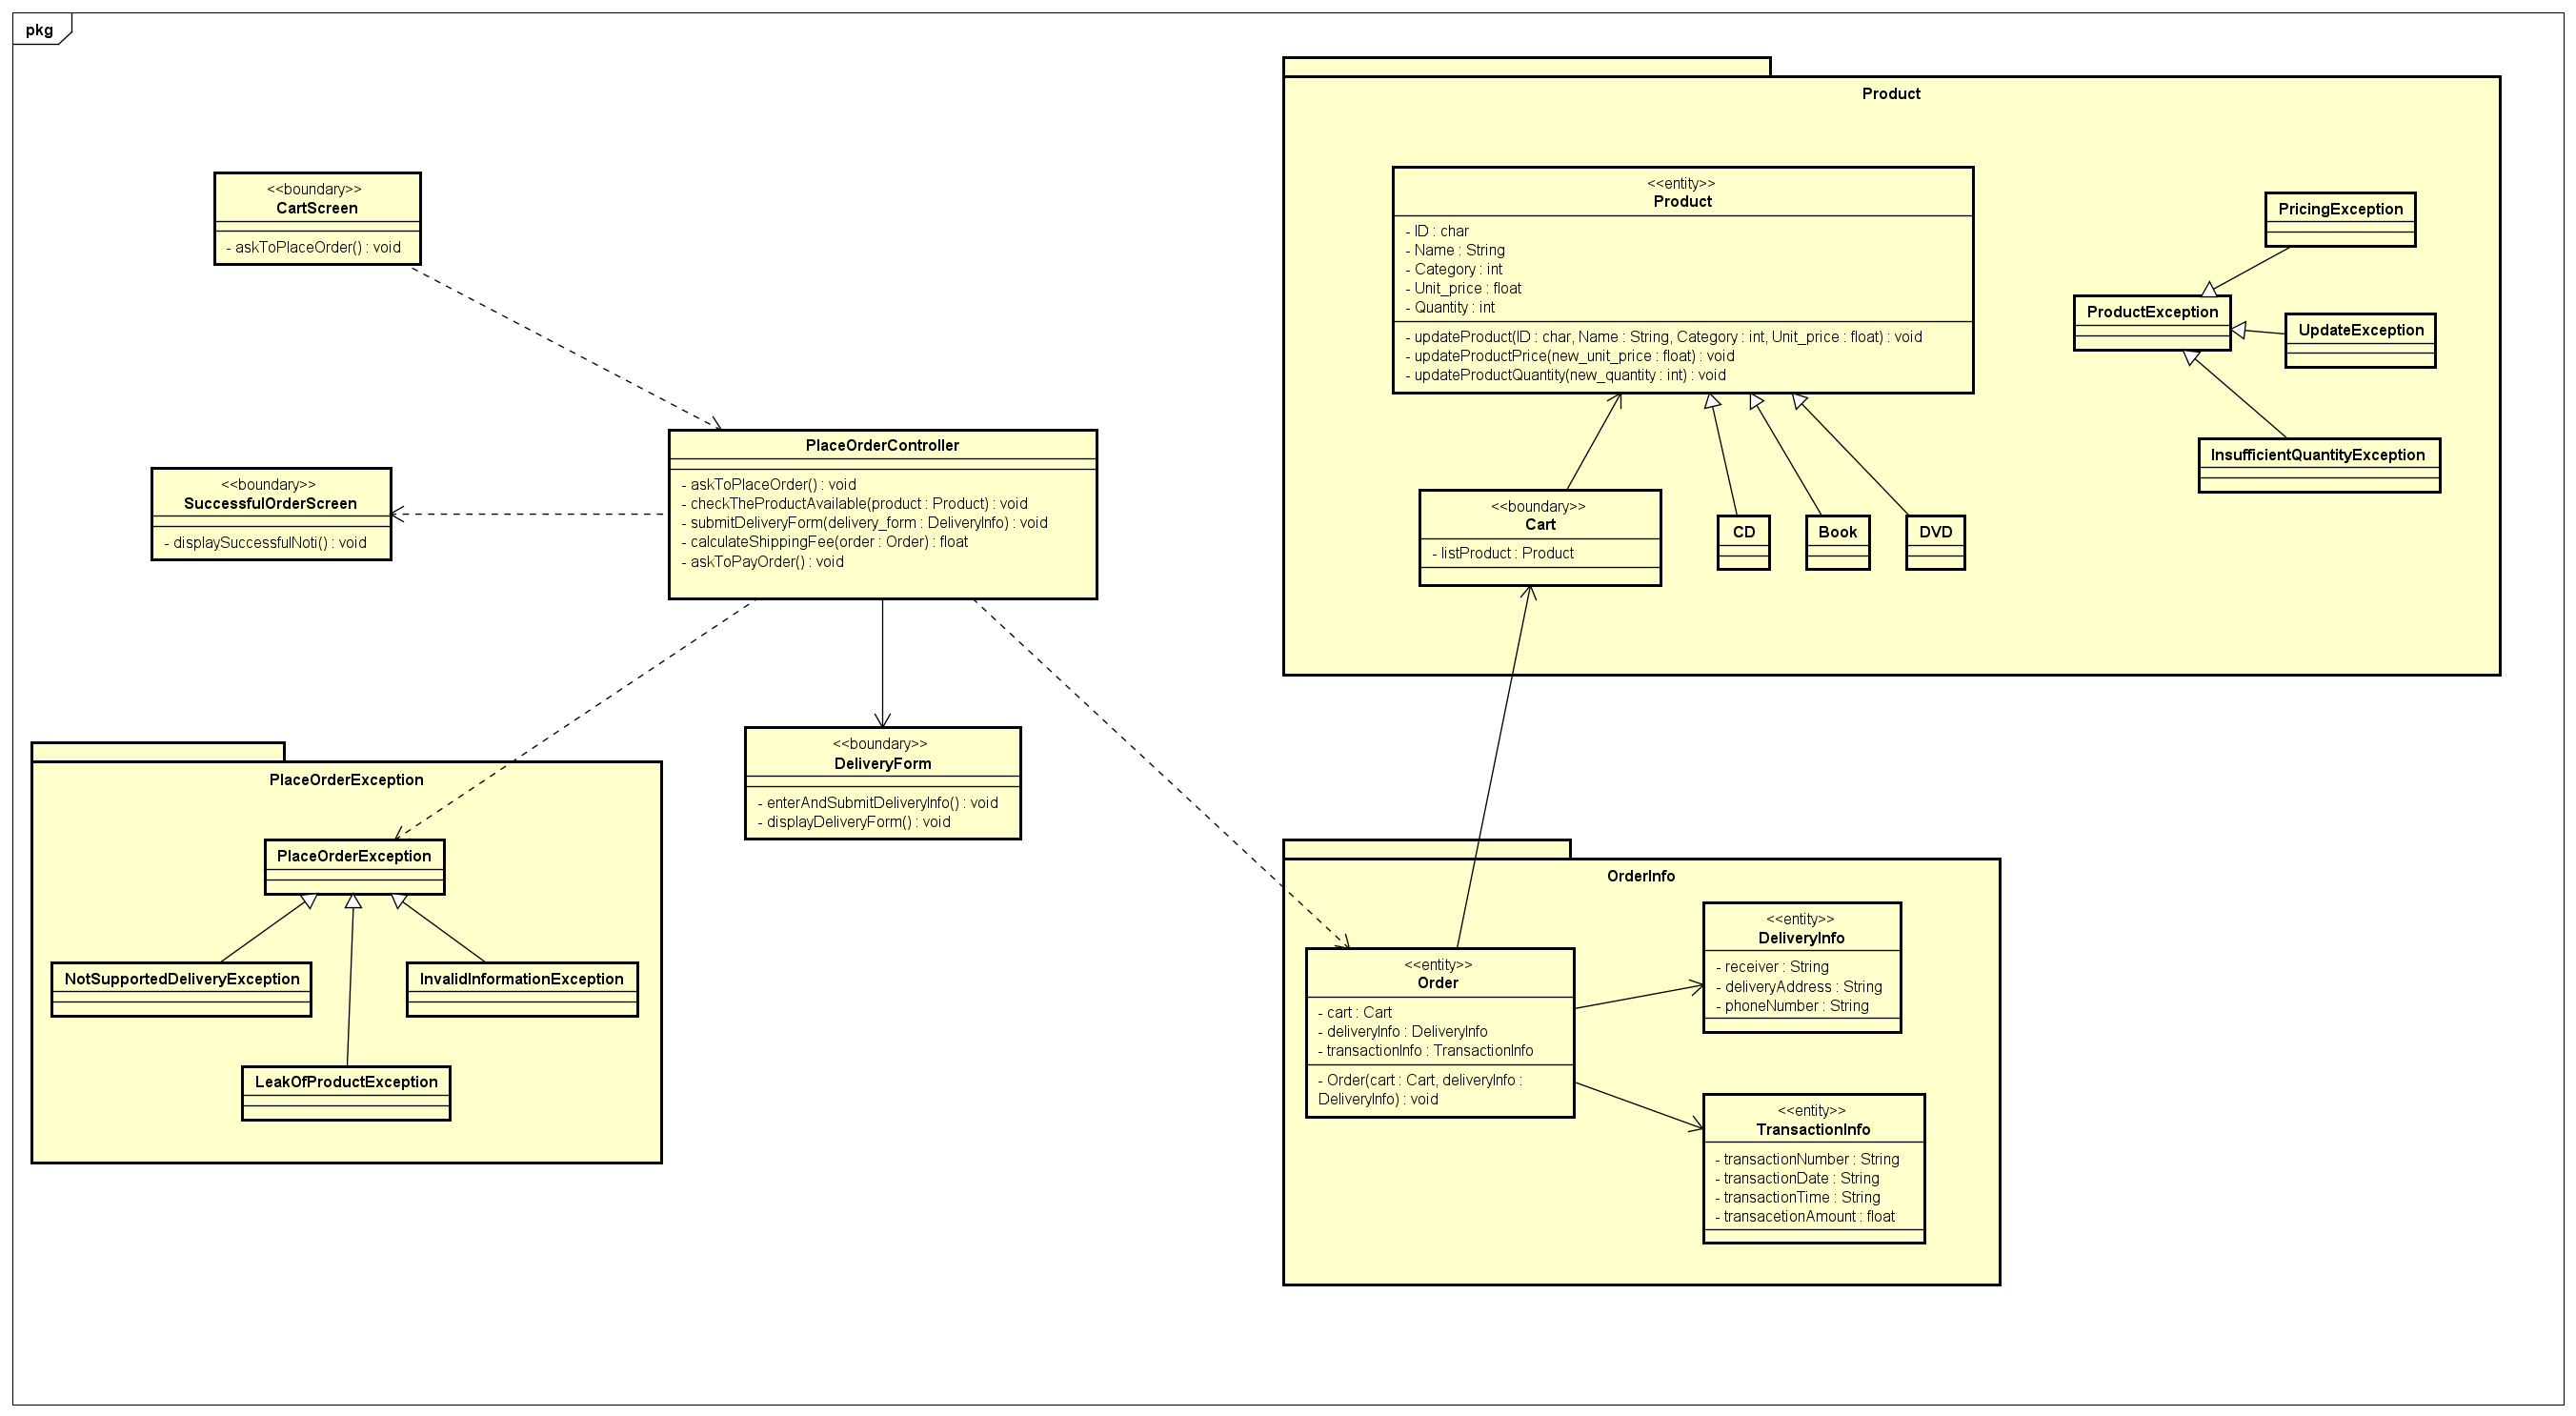 pkg
Product
<<entity>>
Product
- ID : char
- Name : String
- Category : int
- Unit_price : float
- Quantity : int
- updateProduct(ID : char, Name : String, Category : int, Unit_price : float) : void
- updateProductPrice(new_unit_price : float) : void
- updateProductQuantity(new_quantity : int) : void
PricingException
ProductException
UpdateException
InsufficientQuantityException
<<boundary>>
Cart
- listProduct : Product
CD
Book
DVD
<<boundary>>
CartScreen
- askToPlaceOrder() : void
PlaceOrderController
- askToPlaceOrder() : void
- checkTheProductAvailable(product : Product) : void
- submitDeliveryForm(delivery_form : DeliveryInfo) : void
- calculateShippingFee(order : Order) : float
- askToPayOrder() : void
<<boundary>>
SuccessfulOrderScreen
- displaySuccessfulNoti() : void
<<boundary>>
DeliveryForm
- enterAndSubmitDeliveryInfo() : void
- displayDeliveryForm() : void
PlaceOrderException
PlaceOrderException
NotSupportedDeliveryException
InvalidInformationException
LeakOfProductException
OrderInfo
<<entity>>
Order
- cart : Cart
- deliveryInfo : DeliveryInfo
- transactionInfo : TransactionInfo
- Order(cart : Cart, deliveryInfo :
DeliveryInfo) : void
<<entity>>
DeliveryInfo
- receiver : String
- deliveryAddress : String
- phoneNumber : String
<<entity>>
TransactionInfo
- transactionNumber : String
- transactionDate : String
- transactionTime : String
- transacetionAmount : float